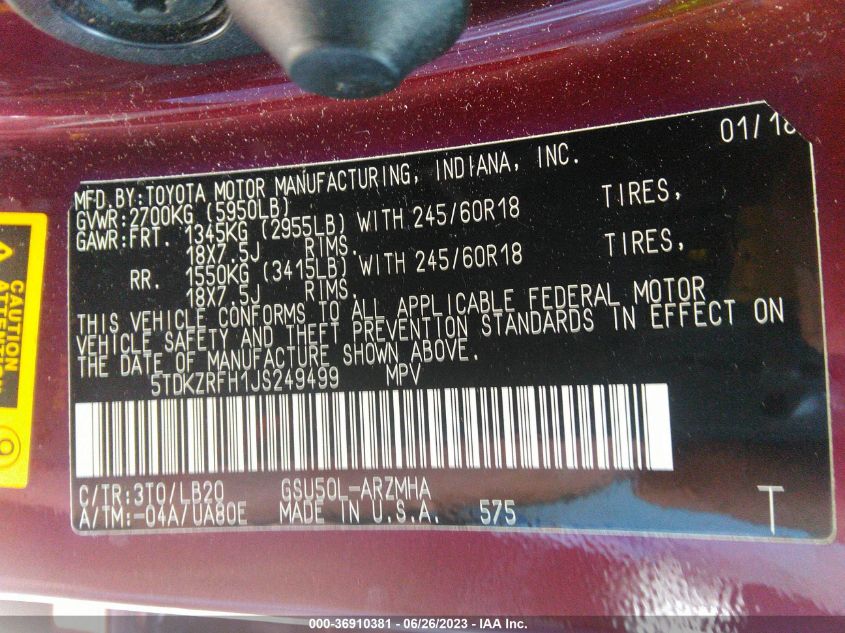 01/18
MFD.BY:TOYOTA MOTOR MANUFACTURING, INDIANA, INC.
GVWR:2700KG (5950LB)
GAWR:FRT. 1345KG (2955LB) WITH 245/60R18 TIRES,
18X7.5J RIMS.
RR. 1550KG (3415LB) WITH 245/60R18 TIRES,
18X7.5J RIMS.
THIS VEHICLE CONFORMS TO ALL APPLICABLE FEDERAL MOTOR
VEHICLE SAFETY AND THEFT PREVENTION STANDARDS IN EFFECT ON
THE DATE OF MANUFACTURE SHOWN ABOVE.
5TDKZRFH1JS249499 MPV
C/TR:3T0/LB20 GSU50L-ARZMHA
A/TM:-04A/UA80E MADE IN U.S.A. 575 T
CAUTION
ATTENTION
000-36910381 - 06/26/2023 - IAA Inc.